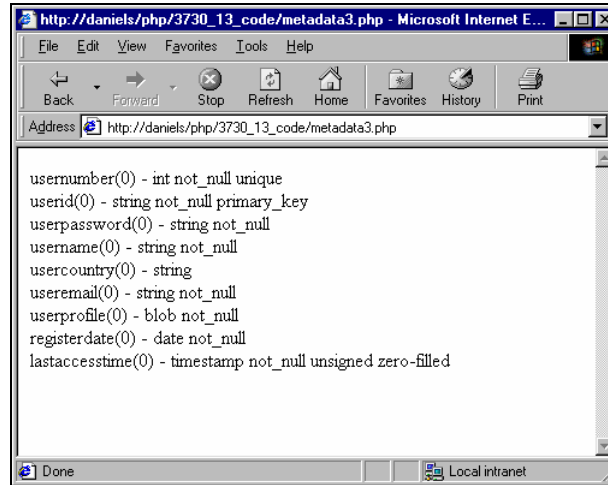 http://daniels/php/3730_13_code/metadata3.php - Microsoft Internet E...
File Edit View Favorites Tools Help
Back Forward Stop Refresh Home Favorites History Print
Address http://daniels/php/3730_13_code/metadata3.php
usernumber(0) - int not_null unique
userid(0) - string not_null primary_key
userpassword(0) - string not_null
username(0) - string not_null
usercountry(0) - string
useremail(0) - string not_null
userprofile(0) - blob not_null
registerdate(0) - date not_null
lastaccesstime(0) - timestamp not_null unsigned zero-filled
Done Local intranet